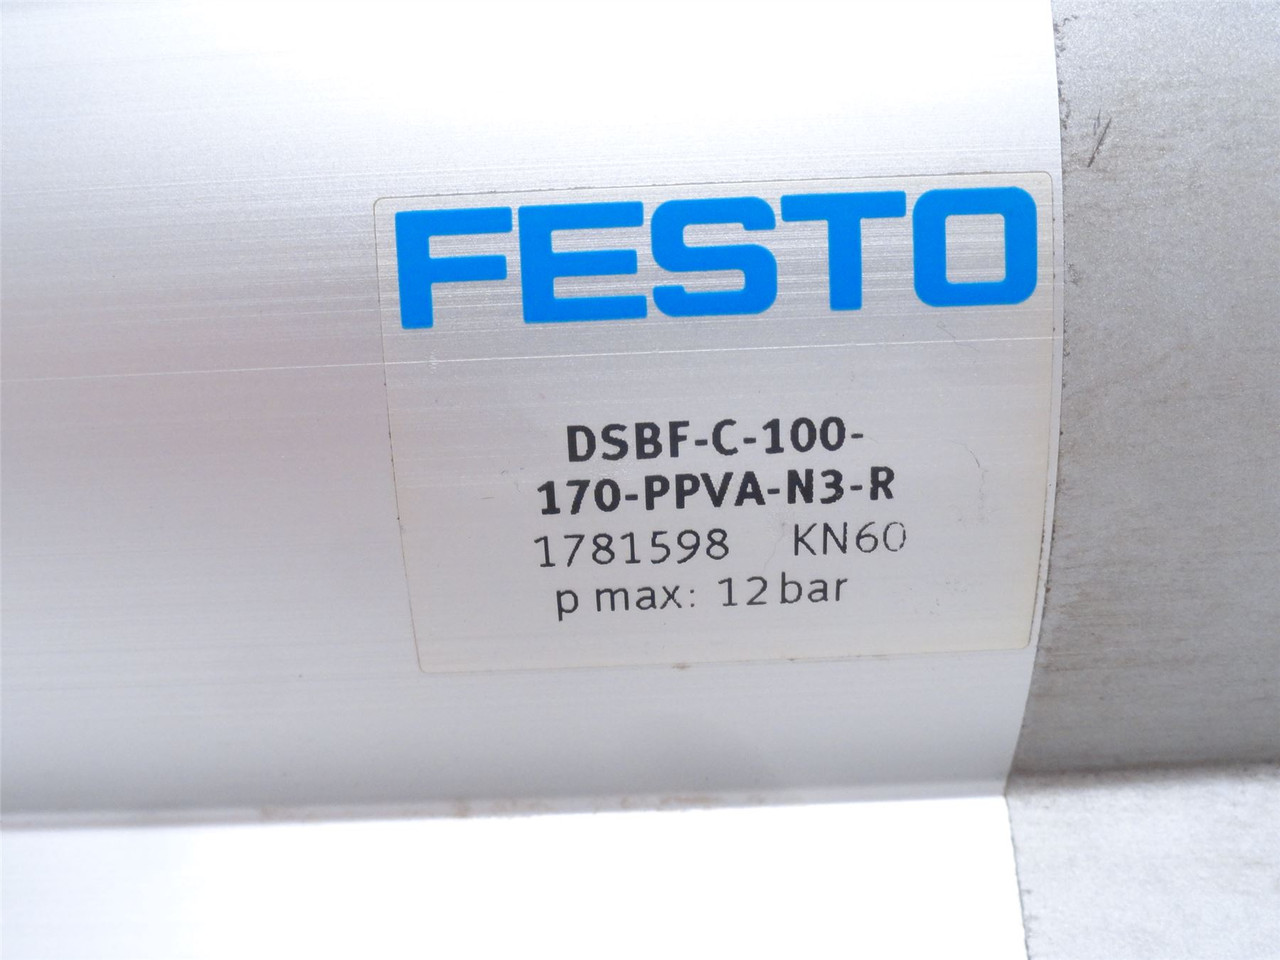 FESTO
DSBF-C-100-
170-PPVA-N3-R
1781598 KN60
p max: 12 bar